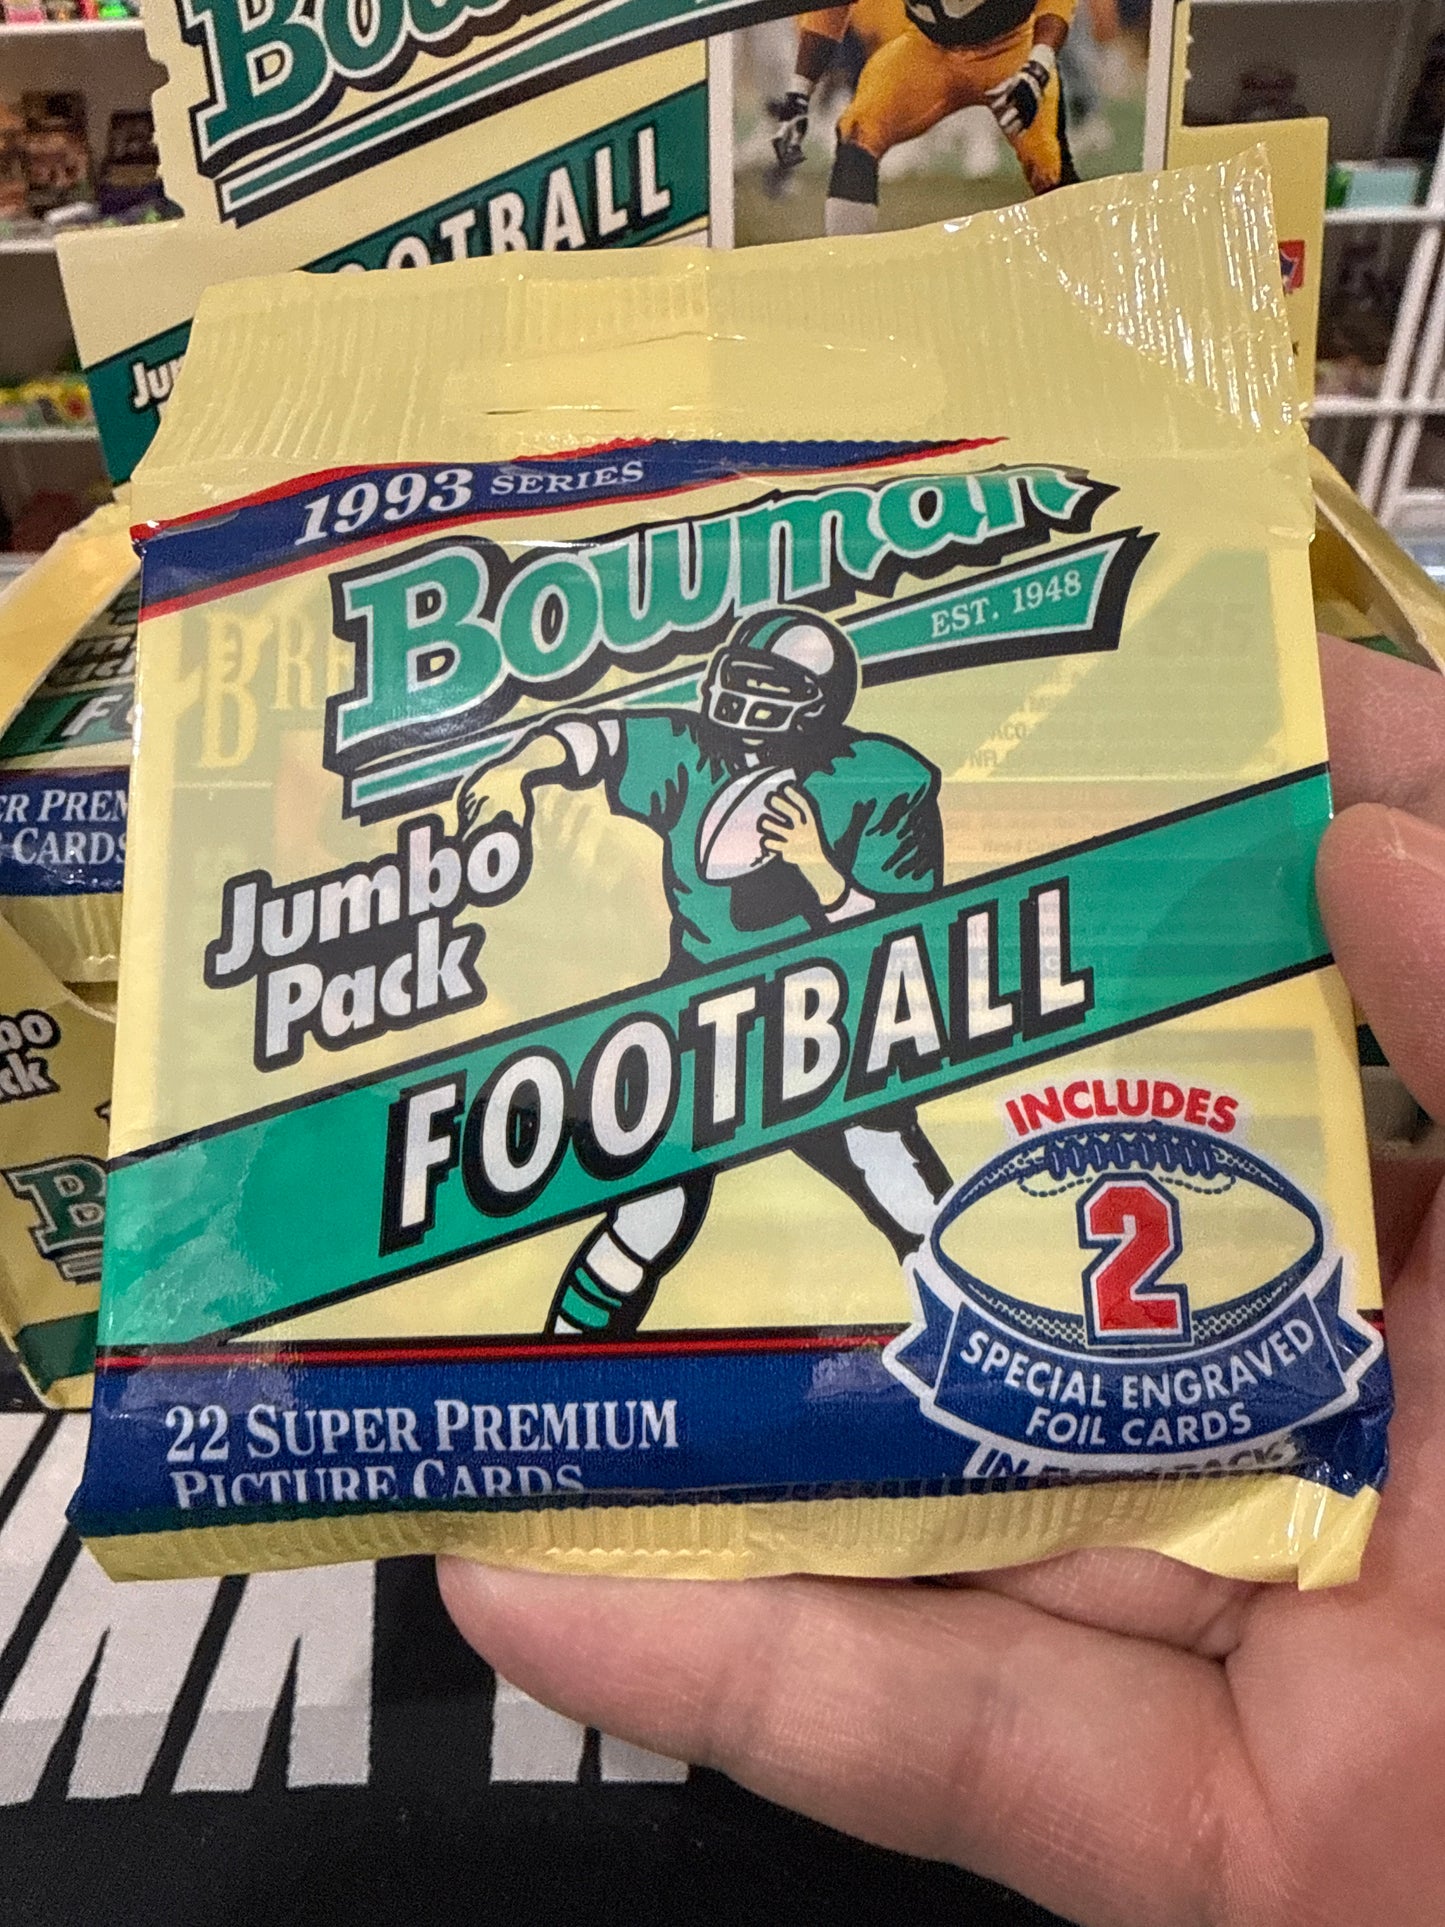 Bowman
FOOTBALL
1993 SERIES
Bowman
EST. 1948
Jumbo
Pack
FOOTBALL
INCLUDES
2
SPECIAL ENGRAVED
FOIL CARDS
22 SUPER PREMIUM
PICTURE CARDS